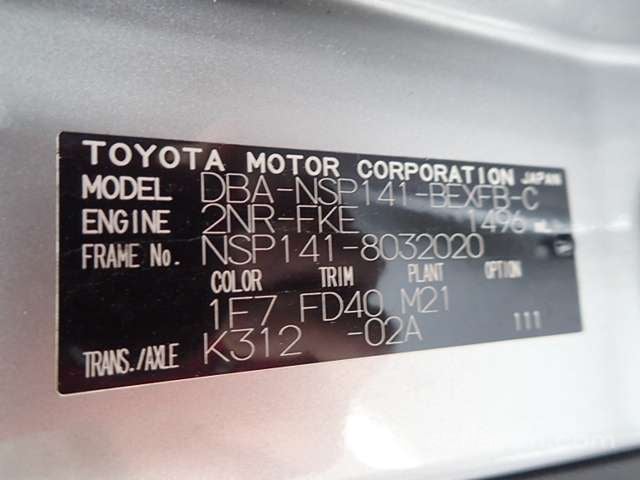 TOYOTA MOTOR CORPORATION JAPAN
MODEL DBA-NSP141-BEXFB-C
ENGINE 2NR-FKE 1496 mL
FRAME No. NSP141-8032020
COLOR TRIM PLANT OPTION
1F7 FD40 M21
TRANS./AXLE K312 -02A 111